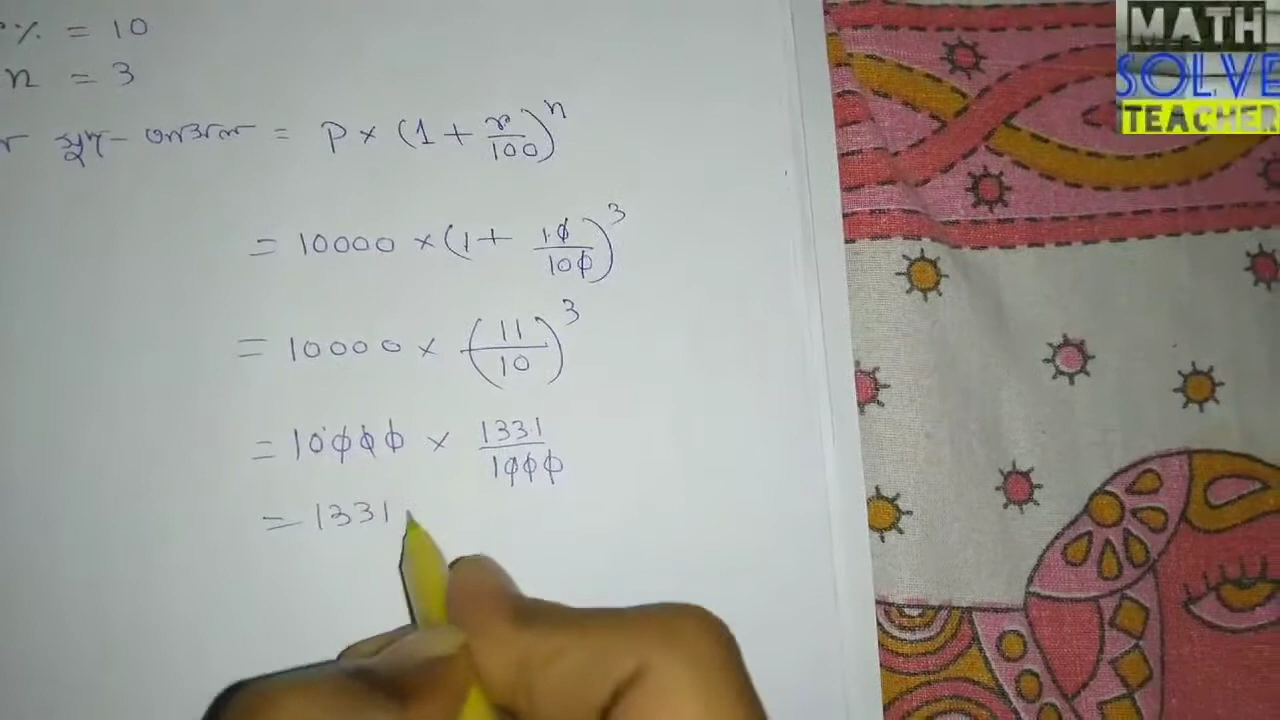 % = 10
n = 3
সুদ-আসল = P × (1 + r/100)^n
= 10000 × (1 + 10/100)^3
= 10000 × (11/10)^3
= 10000 × 1331/1000
= 1331
MATH
SOLVE
TEACHER